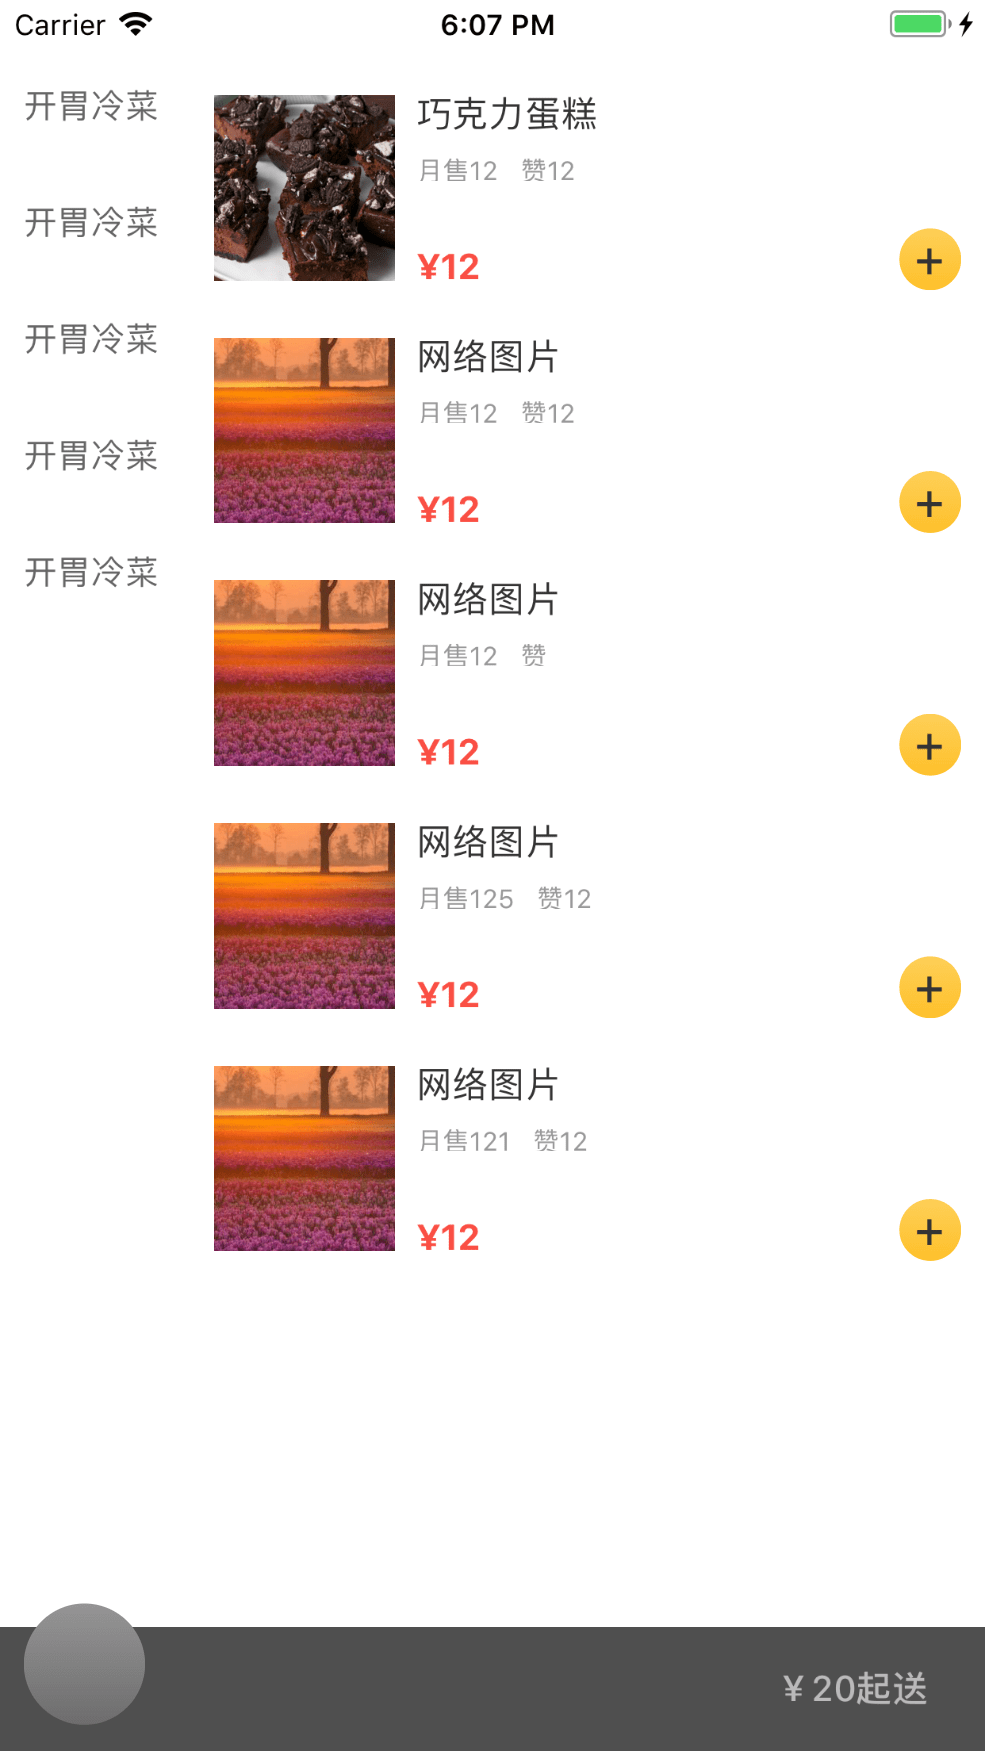 Carrier 6:07 PM
开胃冷菜
开胃冷菜
开胃冷菜
开胃冷菜
开胃冷菜
巧克力蛋糕
月售12 赞12
¥12
+
网络图片
月售12 赞12
¥12
+
网络图片
月售12 赞
¥12
+
网络图片
月售125 赞12
¥12
+
网络图片
月售121 赞12
¥12
+
¥20起送